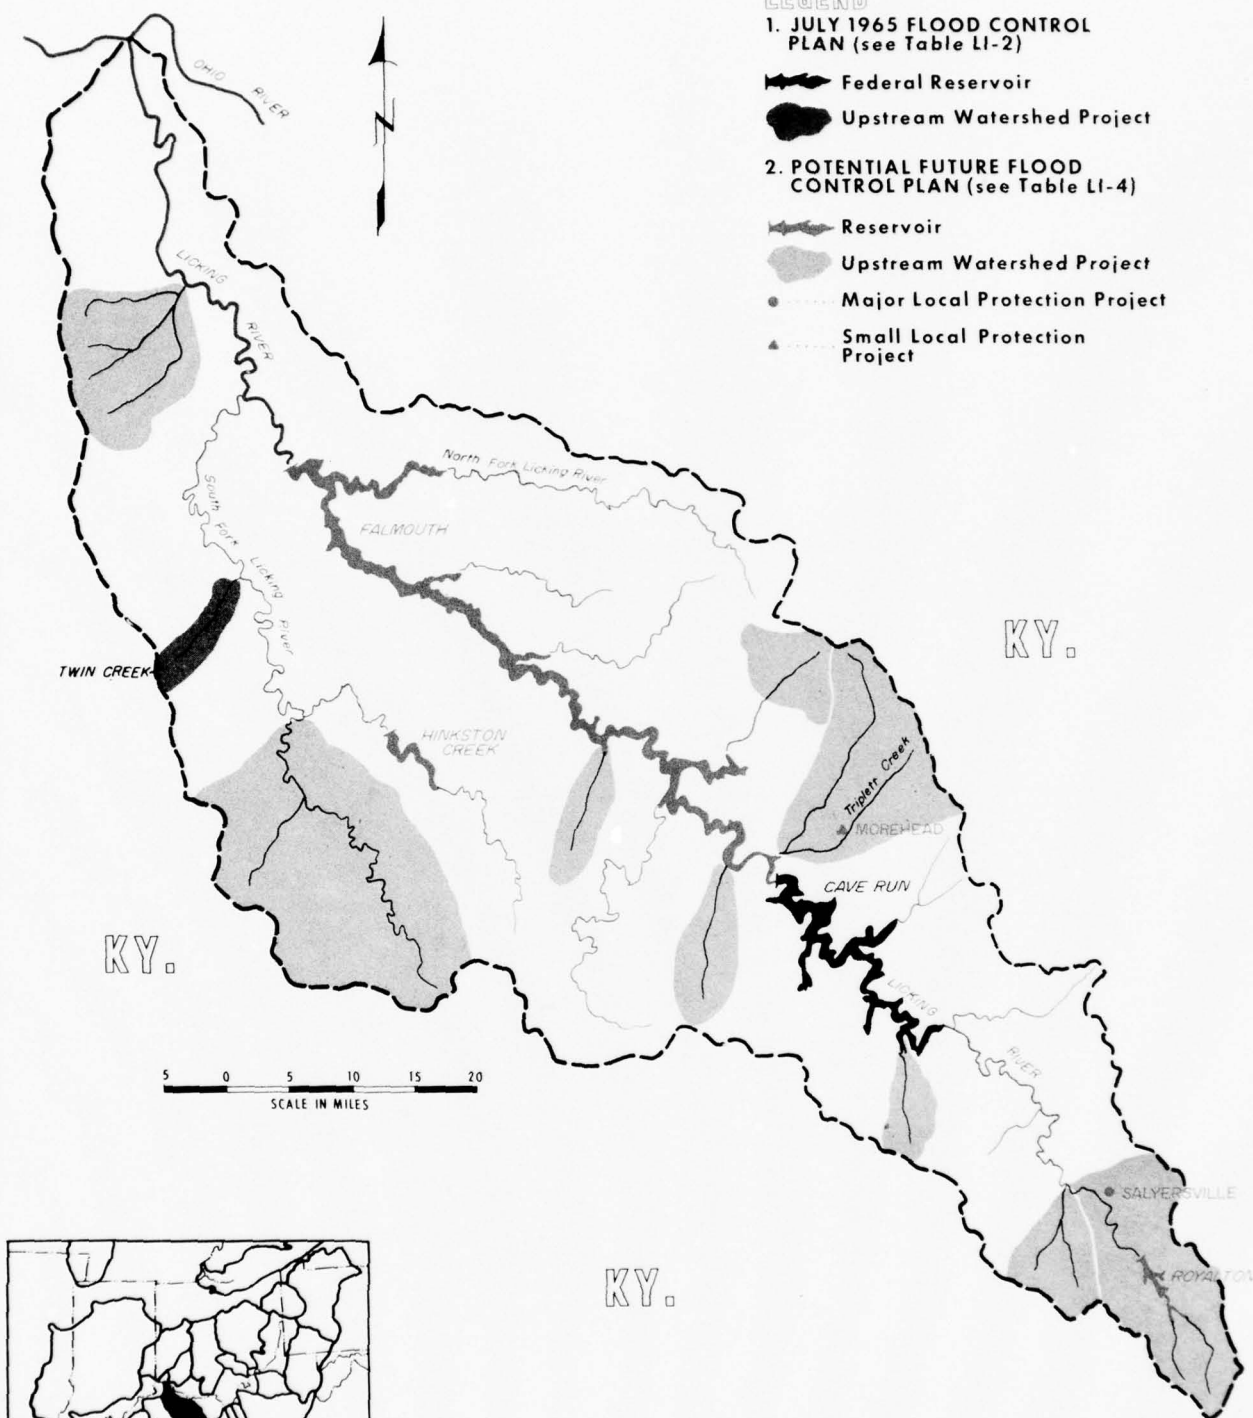 LEGEND
1. JULY 1965 FLOOD CONTROL
PLAN (see Table LI-2)
Federal Reservoir
Upstream Watershed Project
2. POTENTIAL FUTURE FLOOD
CONTROL PLAN (see Table LI-4)
Reservoir
Upstream Watershed Project
Major Local Protection Project
Small Local Protection
Project
OHIO RIVER
LICKING
RIVER
North Fork Licking River
South Fork Licking River
FALMOUTH
KY.
TWIN CREEK
HINKSTON
CREEK
Triplett Creek
MOREHEAD
CAVE RUN
KY.
LICKING
RIVER
5 0 5 10 15 20
SCALE IN MILES
SALYERSVILLE
ROYALTON
KY.